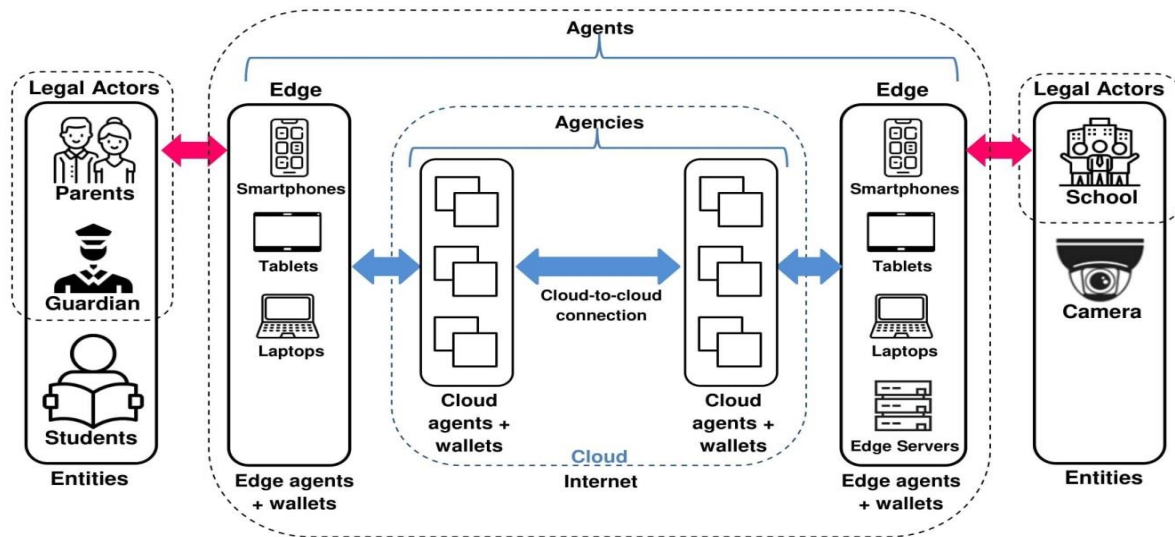 Agents
Legal Actors
Parents
Guardian
Students
Entities
Edge
Smartphones
Tablets
Laptops
Edge agents
+ wallets
Agencies
Cloud
agents +
wallets
Cloud-to-cloud
connection
Cloud
agents +
wallets
Cloud
Internet
Edge
Smartphones
Tablets
Laptops
Edge Servers
Edge agents
+ wallets
Legal Actors
School
Camera
Entities